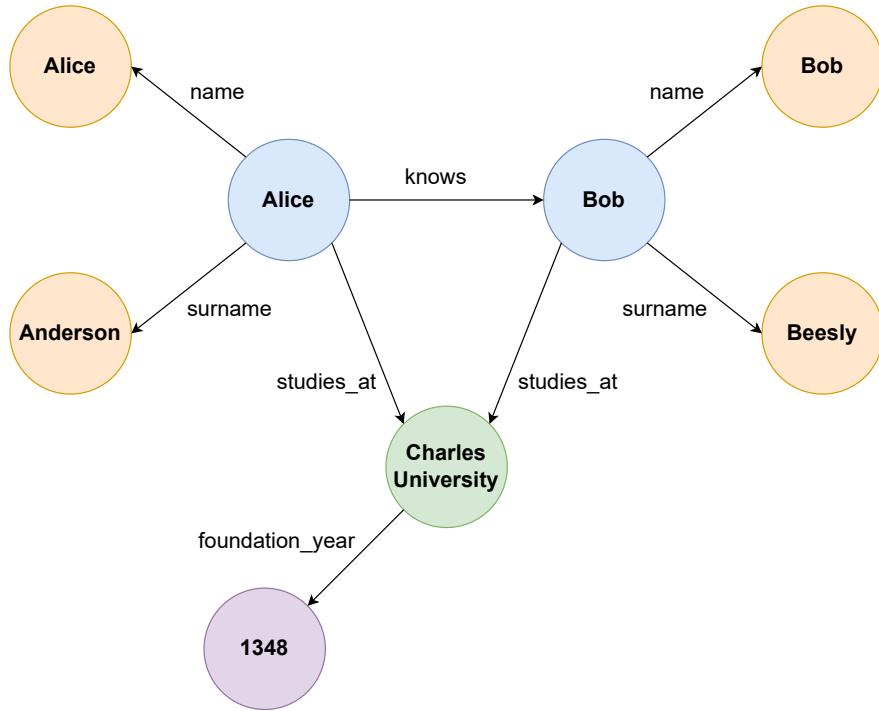 Alice
Bob
name
name
Alice
knows
Bob
Anderson
surname
surname
Beesly
studies_at
studies_at
Charles
University
foundation_year
1348